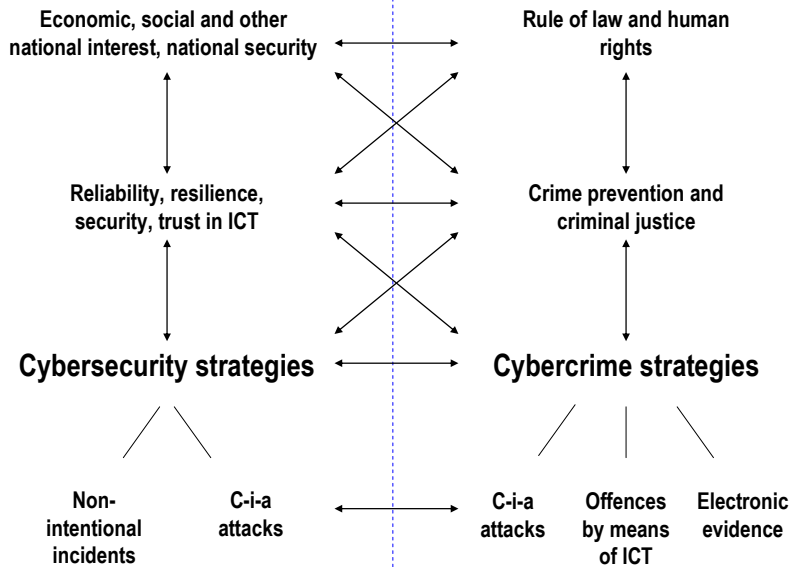 Economic, social and other
national interest, national security
Rule of law and human
rights
Reliability, resilience,
security, trust in ICT
Crime prevention and
criminal justice
Cybersecurity strategies
Cybercrime strategies
Non-
intentional
incidents
C-i-a
attacks
C-i-a
attacks
Offences
by means
of ICT
Electronic
evidence